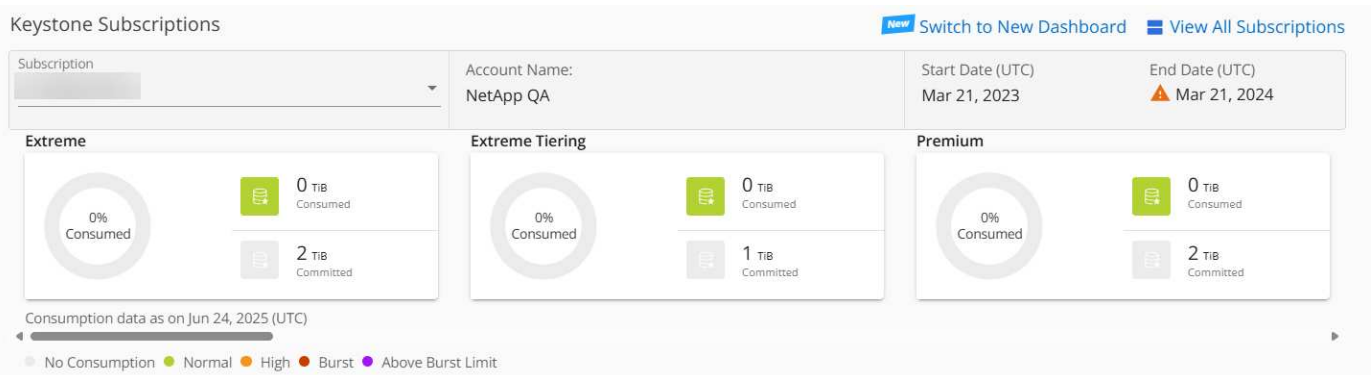 Keystone Subscriptions
New Switch to New Dashboard View All Subscriptions
Subscription
Account Name:
NetApp QA
Start Date (UTC)
Mar 21, 2023
End Date (UTC)
Mar 21, 2024
Extreme
0%
Consumed
0 TiB
Consumed
2 TiB
Committed
Extreme Tiering
0%
Consumed
0 TiB
Consumed
1 TiB
Committed
Premium
0%
Consumed
0 TiB
Consumed
2 TiB
Committed
Consumption data as on Jun 24, 2025 (UTC)
No Consumption Normal High Burst Above Burst Limit